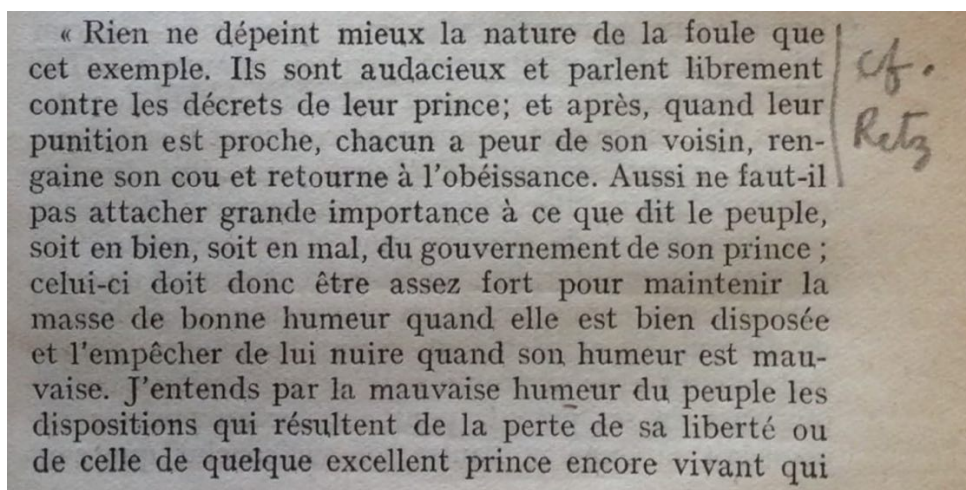 « Rien ne dépeint mieux la nature de la foule que
cet exemple. Ils sont audacieux et parlent librement
contre les décrets de leur prince; et après, quand leur
punition est proche, chacun a peur de son voisin, ren-
gaine son cou et retourne à l'obéissance. Aussi ne faut-il
pas attacher grande importance à ce que dit le peuple,
soit en bien, soit en mal, du gouvernement de son prince ;
celui-ci doit donc être assez fort pour maintenir la
masse de bonne humeur quand elle est bien disposée
et l'empêcher de lui nuire quand son humeur est mau-
vaise. J'entends par la mauvaise humeur du peuple les
dispositions qui résultent de la perte de sa liberté ou
de celle de quelque excellent prince encore vivant qui
cf.
Retz